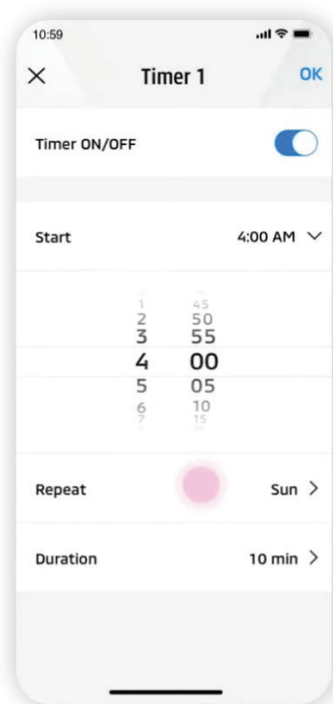 10:59
Timer 1 OK
Timer ON/OFF
Start 4:00 AM
1 45
2 50
3 55
4 00
5 05
6 10
7 15
Repeat Sun
Duration 10 min